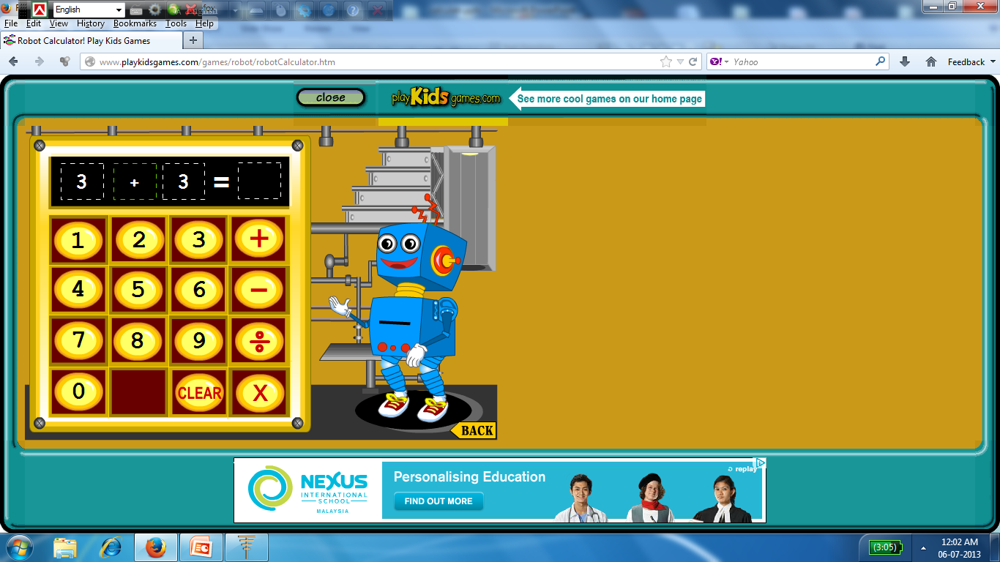 English
fox
File Edit View History Bookmarks Tools Help
Robot Calculator! Play Kids Games
www.playkidsgames.com/games/robot/robotCalculator.htm
Yahoo
Feedback
close
playKidsgames.com
See more cool games on our home page
3 + 3 =
1 2 3 +
4 5 6 −
7 8 9 ÷
0 CLEAR X
BACK
NEXUS
INTERNATIONAL
SCHOOL
MALAYSIA
Personalising Education
FIND OUT MORE
replay
(3:05)
12:02 AM
06-07-2013